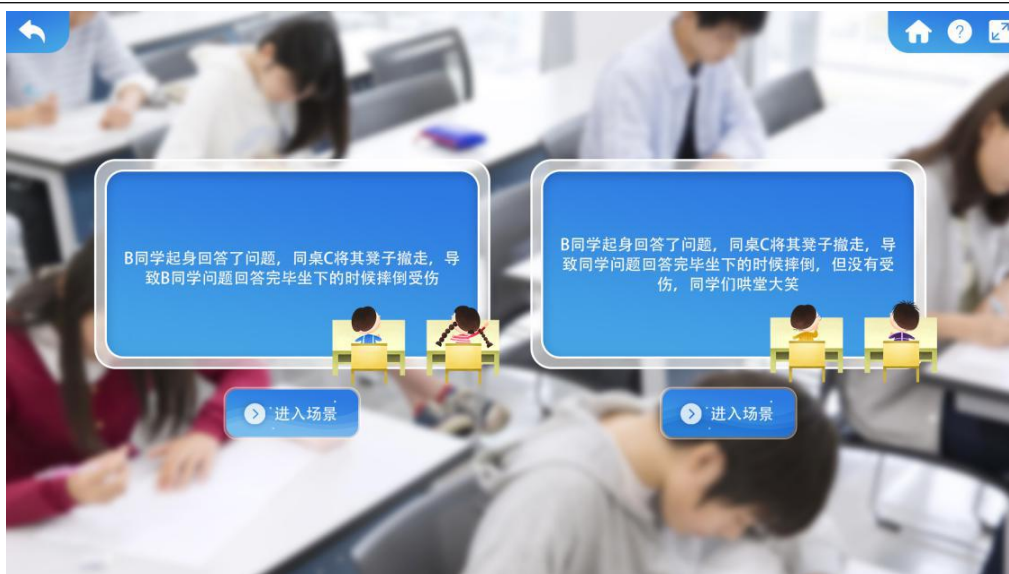 ?
B同学起身回答了问题，同桌C将其凳子撤走，导
致B同学问题回答完毕坐下的时候摔倒受伤
进入场景
B同学起身回答了问题，同桌C将其凳子撤走，导
致同学问题回答完毕坐下的时候摔倒，但没有受
伤，同学们哄堂大笑
进入场景